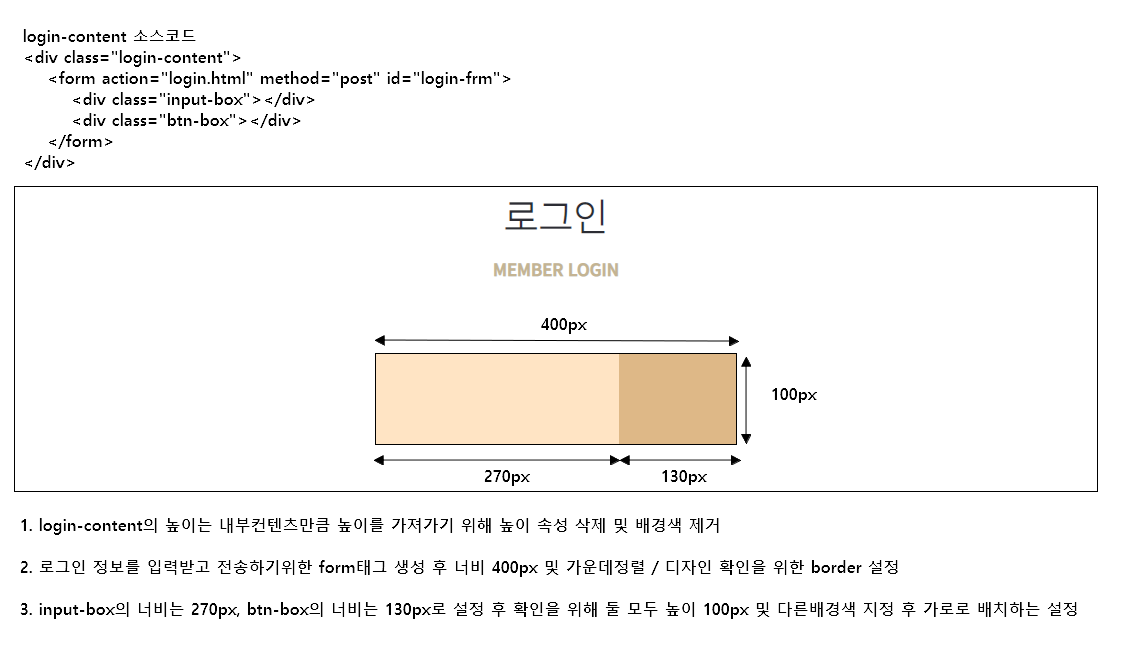 login-content 소스코드
<div class="login-content">
<form action="login.html" method="post" id="login-frm">
<div class="input-box"></div>
<div class="btn-box"></div>
</form>
</div>
로그인
MEMBER LOGIN
400px
100px
270px
130px
1. login-content의 높이는 내부컨텐츠만큼 높이를 가져가기 위해 높이 속성 삭제 및 배경색 제거
2. 로그인 정보를 입력받고 전송하기위한 form태그 생성 후 너비 400px 및 가운데정렬 / 디자인 확인을 위한 border 설정
3. input-box의 너비는 270px, btn-box의 너비는 130px로 설정 후 확인을 위해 둘 모두 높이 100px 및 다른배경색 지정 후 가로로 배치하는 설정